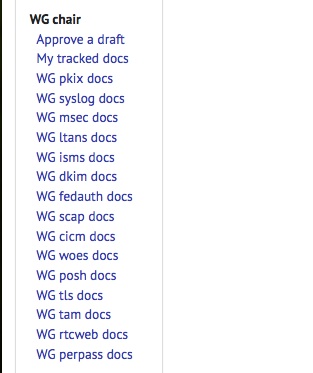 WG chair
Approve a draft
My tracked docs
WG pkix docs
WG syslog docs
WG msec docs
WG ltans docs
WG isms docs
WG dkim docs
WG fedauth docs
WG scap docs
WG cicm docs
WG woes docs
WG posh docs
WG tls docs
WG tam docs
WG rtcweb docs
WG perpass docs